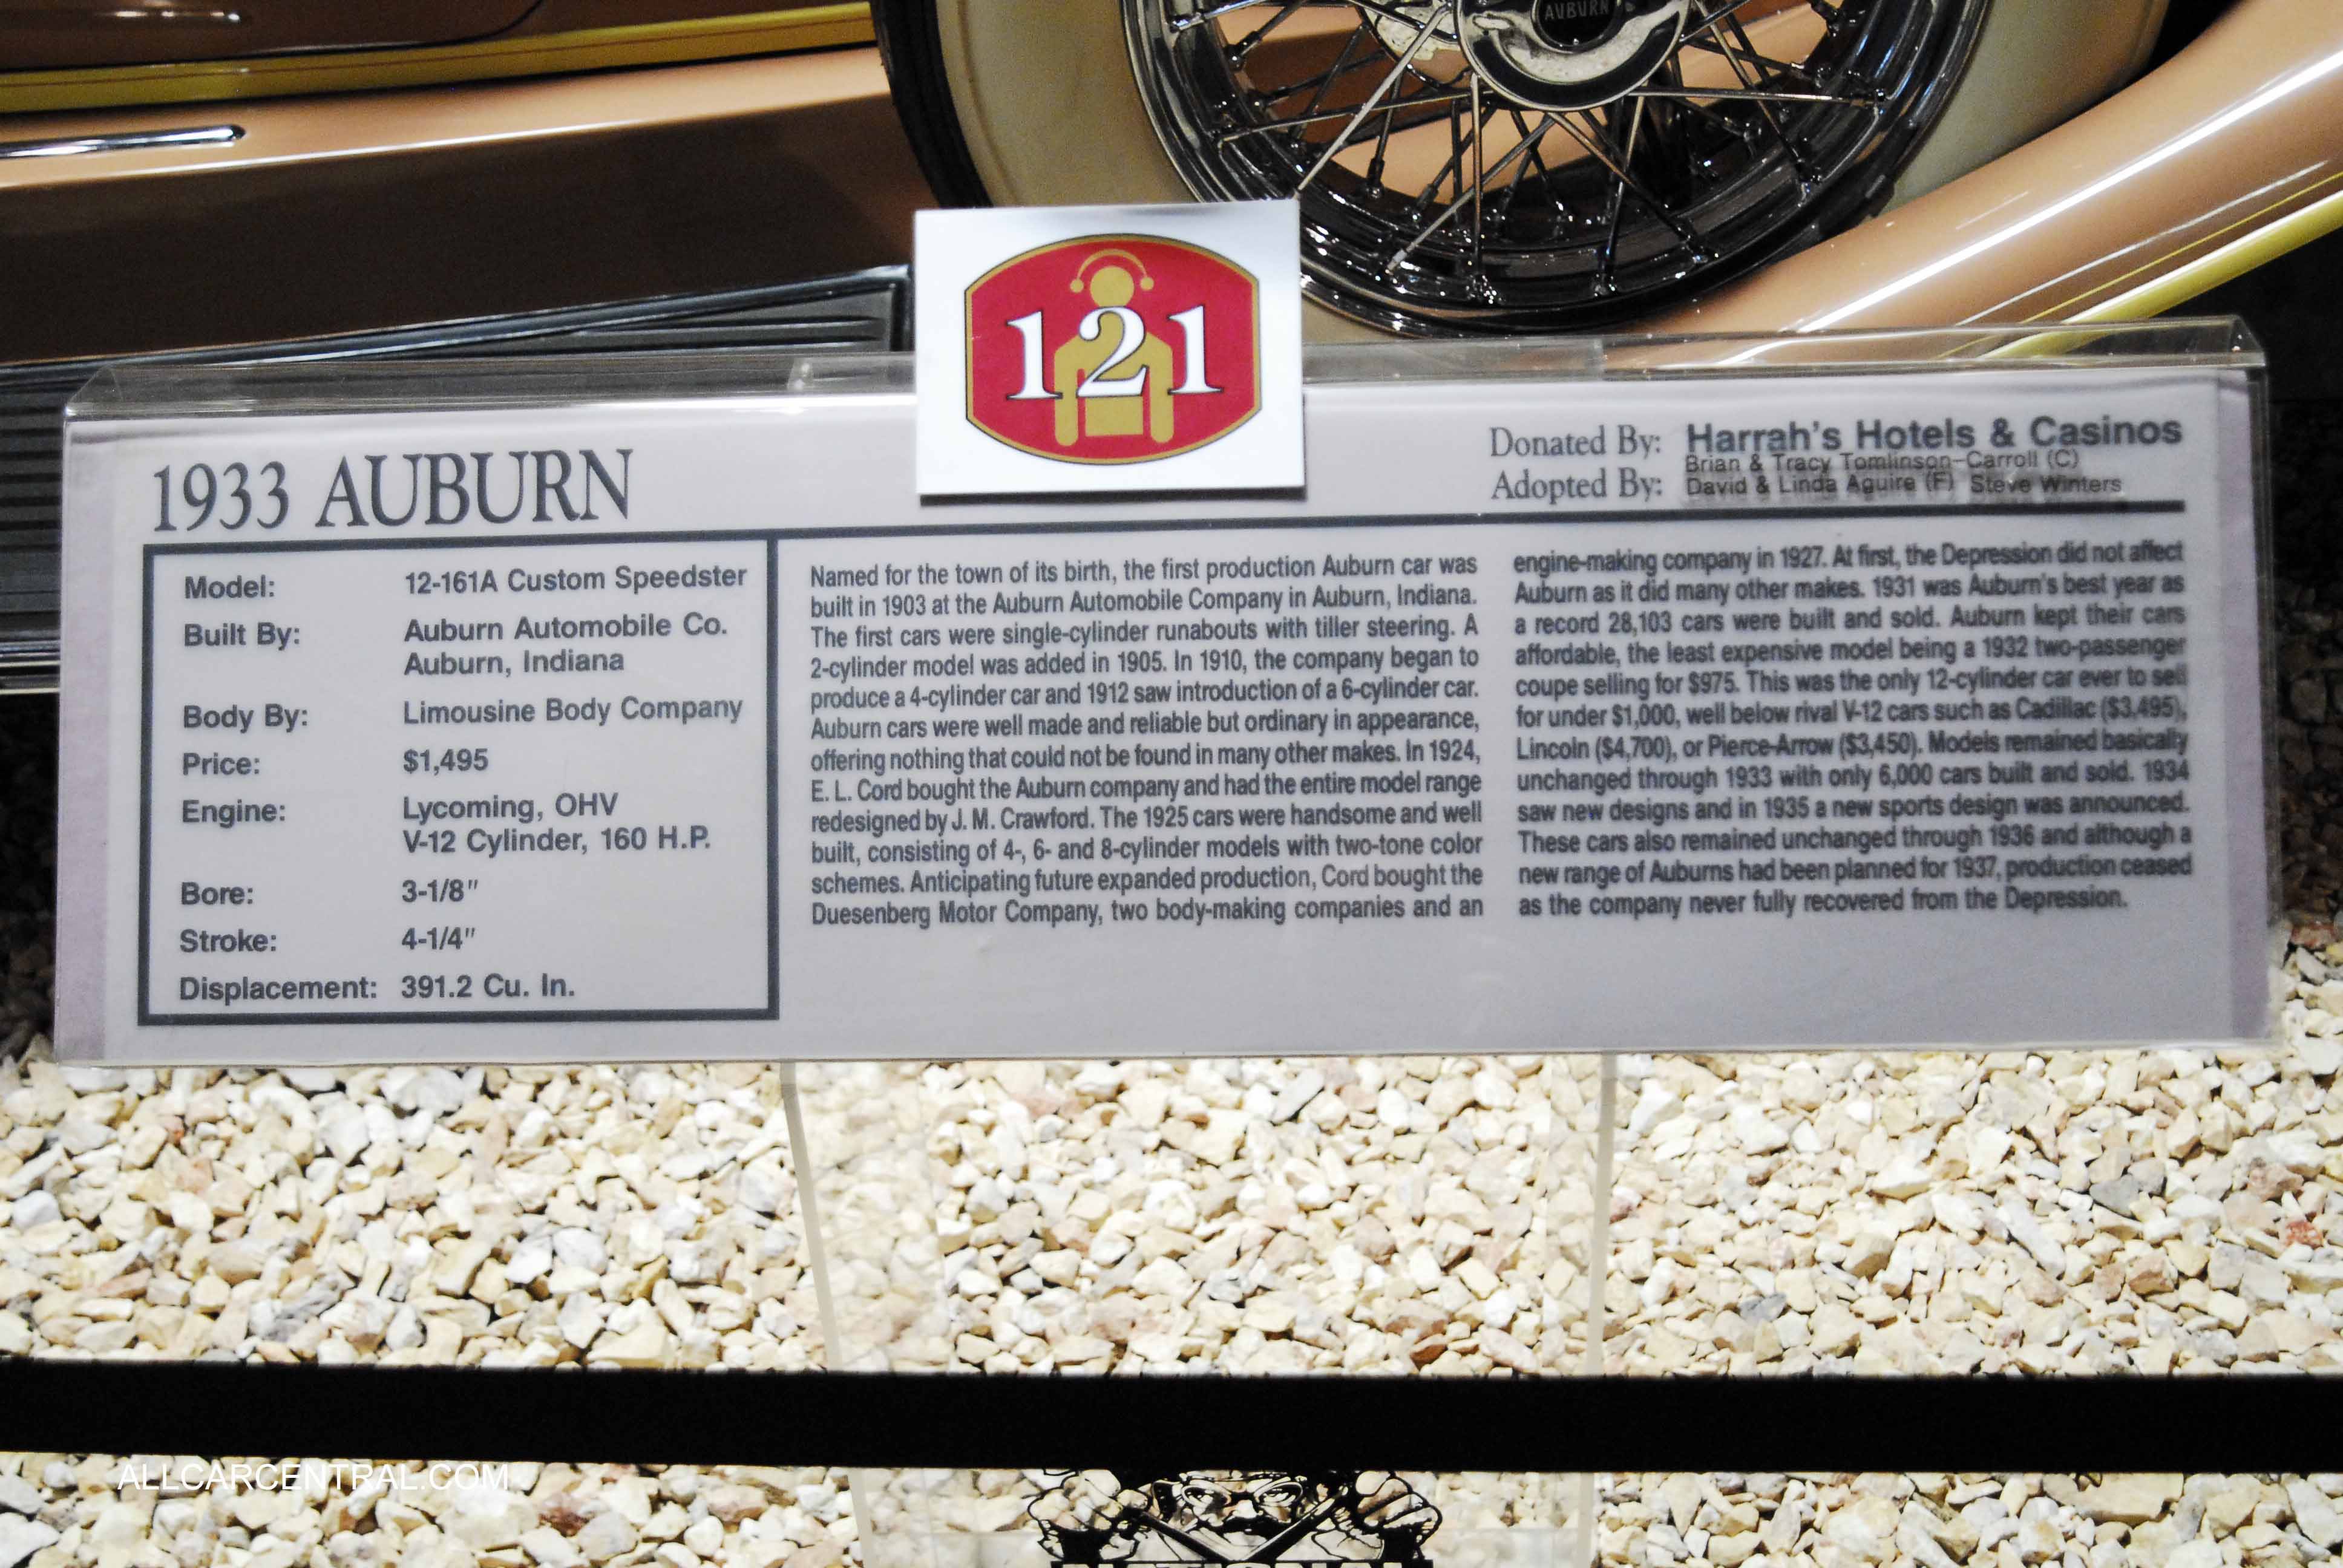 AUBURN
121
1933 AUBURN
Donated By: Harrah's Hotels & Casinos
Adopted By: Brian & Tracy Tomlinson-Carroll (C)
David & Linda Aguire (F) Steve Winters
Model: 12-161A Custom Speedster
Built By: Auburn Automobile Co.
Auburn, Indiana
Body By: Limousine Body Company
Price: $1,495
Engine: Lycoming, OHV
V-12 Cylinder, 160 H.P.
Bore: 3-1/8"
Stroke: 4-1/4"
Displacement: 391.2 Cu. In.
Named for the town of its birth, the first production Auburn car was
built in 1903 at the Auburn Automobile Company in Auburn, Indiana.
The first cars were single-cylinder runabouts with tiller steering. A
2-cylinder model was added in 1905. In 1910, the company began to
produce a 4-cylinder car and 1912 saw introduction of a 6-cylinder car.
Auburn cars were well made and reliable but ordinary in appearance,
offering nothing that could not be found in many other makes. In 1924,
E. L. Cord bought the Auburn company and had the entire model range
redesigned by J. M. Crawford. The 1925 cars were handsome and well
built, consisting of 4-, 6- and 8-cylinder models with two-tone color
schemes. Anticipating future expanded production, Cord bought the
Duesenberg Motor Company, two body-making companies and an
engine-making company in 1927. At first, the Depression did not affect
Auburn as it did many other makes. 1931 was Auburn's best year as
a record 28,103 cars were built and sold. Auburn kept their cars
affordable, the least expensive model being a 1932 two-passenger
coupe selling for $975. This was the only 12-cylinder car ever to sell
for under $1,000, well below rival V-12 cars such as Cadillac ($3,495),
Lincoln ($4,700), or Pierce-Arrow ($3,450). Models remained basically
unchanged through 1933 with only 6,000 cars built and sold. 1934
saw new designs and in 1935 a new sports design was announced.
These cars also remained unchanged through 1936 and although a
new range of Auburns had been planned for 1937, production ceased
as the company never fully recovered from the Depression.
ALLCARCENTRAL.COM